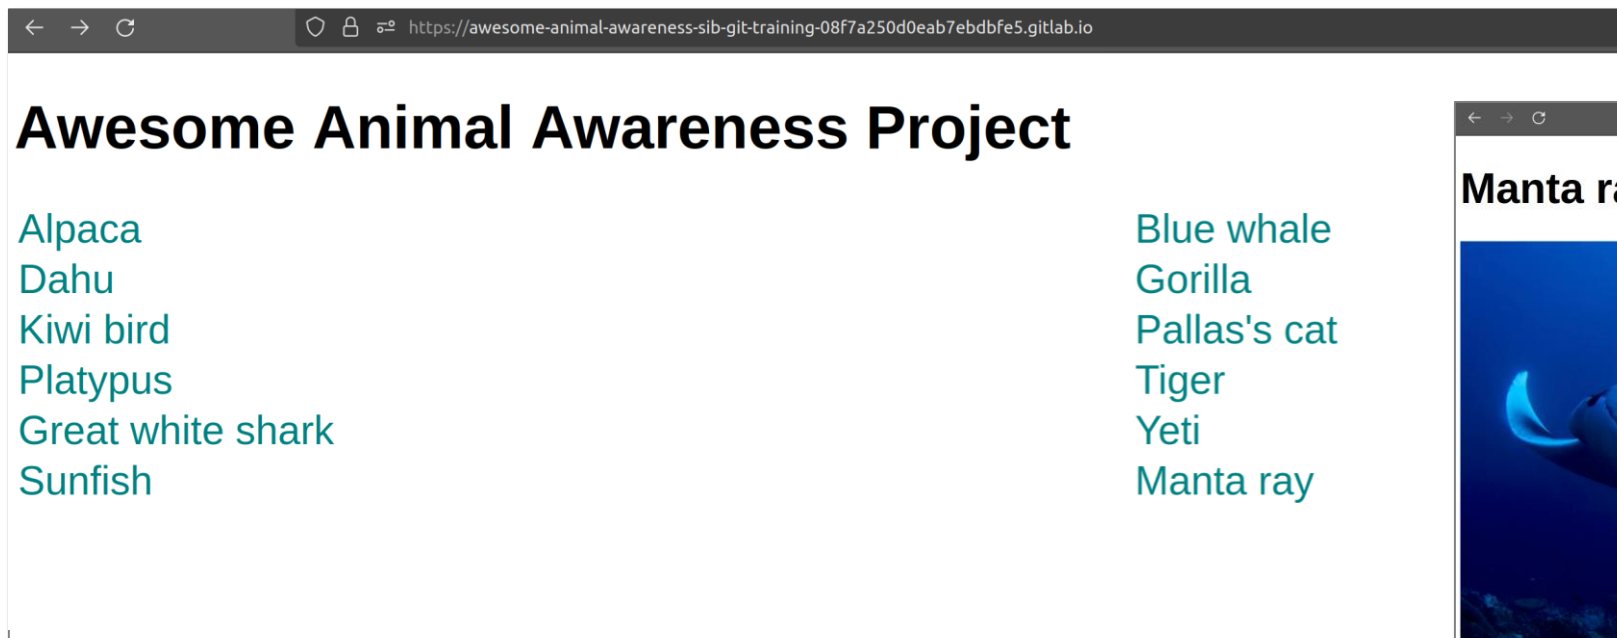 https://awesome-animal-awareness-sib-git-training-08f7a250d0eab7ebdbfe5.gitlab.io
Awesome Animal Awareness Project
Alpaca
Dahu
Kiwi bird
Platypus
Great white shark
Sunfish
Blue whale
Gorilla
Pallas's cat
Tiger
Yeti
Manta ray
Manta